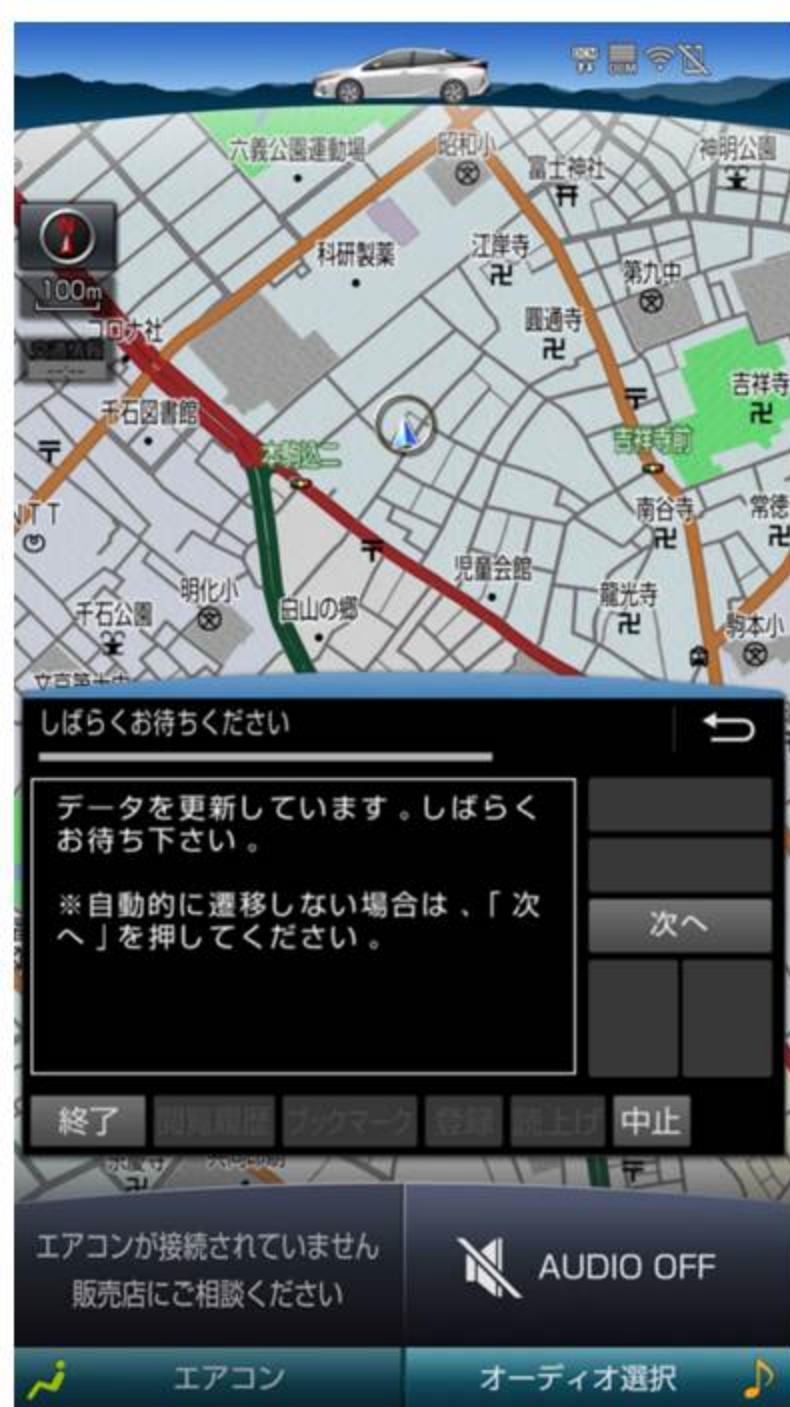 DCM
六義公園運動場
昭和小
富士神社
神明公園
科研製薬
江岸寺
第九中
100m
圓通寺
コロナ社
吉祥寺
千石図書館
本駒込二
吉祥寺前
NTT
南谷寺
常徳
児童会館
明化小
龍光寺
千石公園
白山の郷
駒本小
しばらくお待ちください
データを更新しています。しばらく
お待ち下さい。
※自動的に遷移しない場合は、「次
へ」を押してください。
次へ
終了 閲覧履歴 ブックマーク 登録 読上げ 中止
エアコンが接続されていません
販売店にご相談ください
AUDIO OFF
エアコン
オーディオ選択